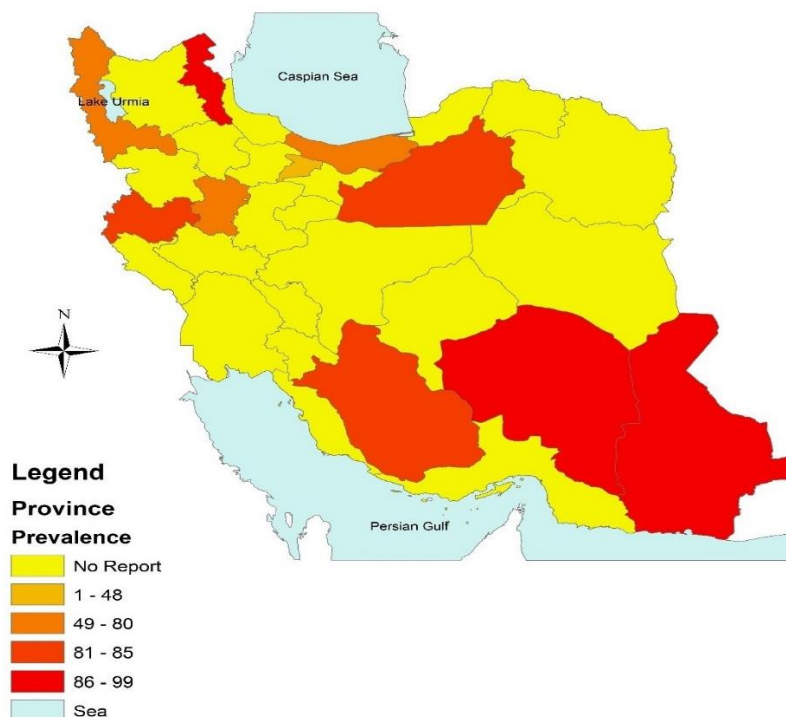 Caspian Sea
Lake Urmia
N
Persian Gulf
Legend
Province
Prevalence
No Report
1 - 48
49 - 80
81 - 85
86 - 99
Sea